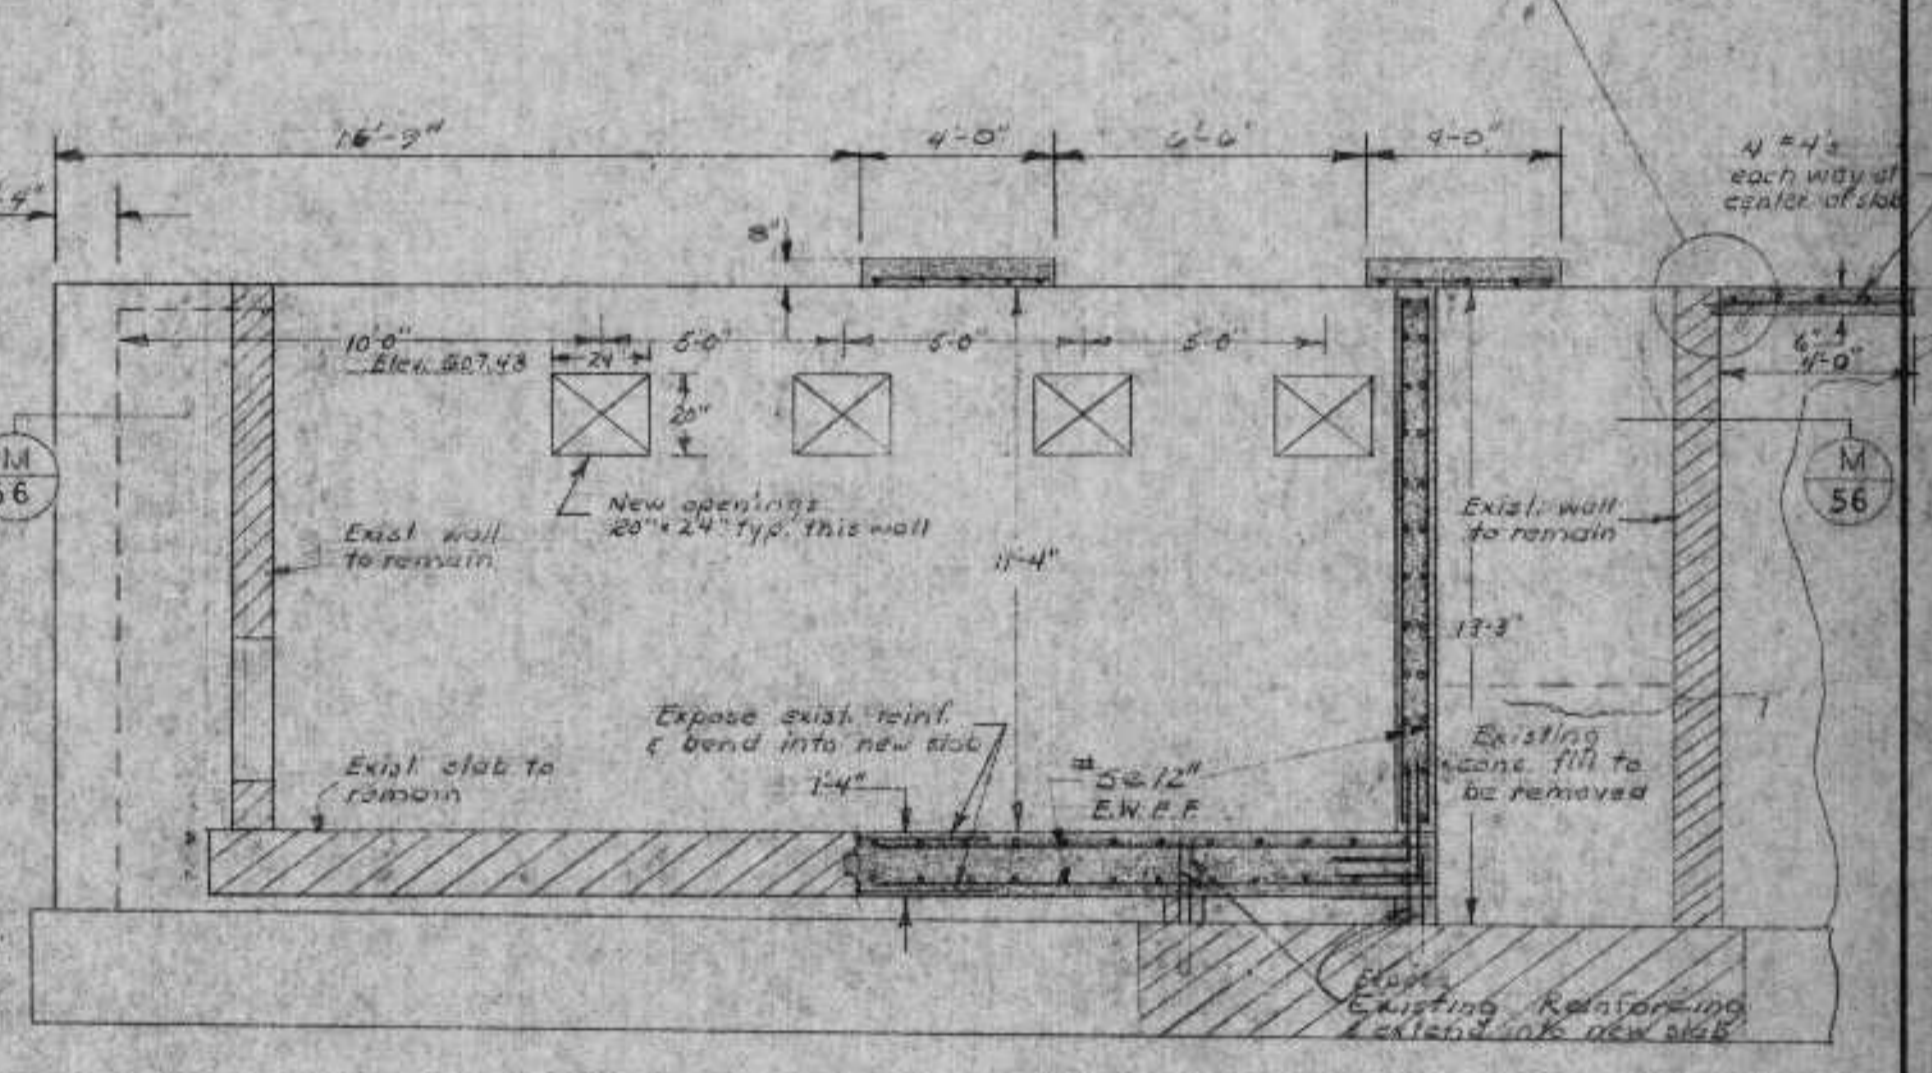 16'-9"
4'-0"
6'-6"
4'-0"
4 #4's
each way at
center of slab
8"
10'-0"
5'-0"
5'-0"
5'-0"
Elev. 607.48
24"
20"
6"
4'-0"
M
56
M
56
New openings
20" x 24" typ. this wall
Exist. wall
to remain
Exist. wall
to remain
11'-4"
13'-3"
Expose exist. reinf.
& bend into new slab
Exist. slab to
remain
1'-4"
#5@12"
E.W.E.F.
Existing
conc. fill to
be removed
Existing Reinforcing
& extend into new slab